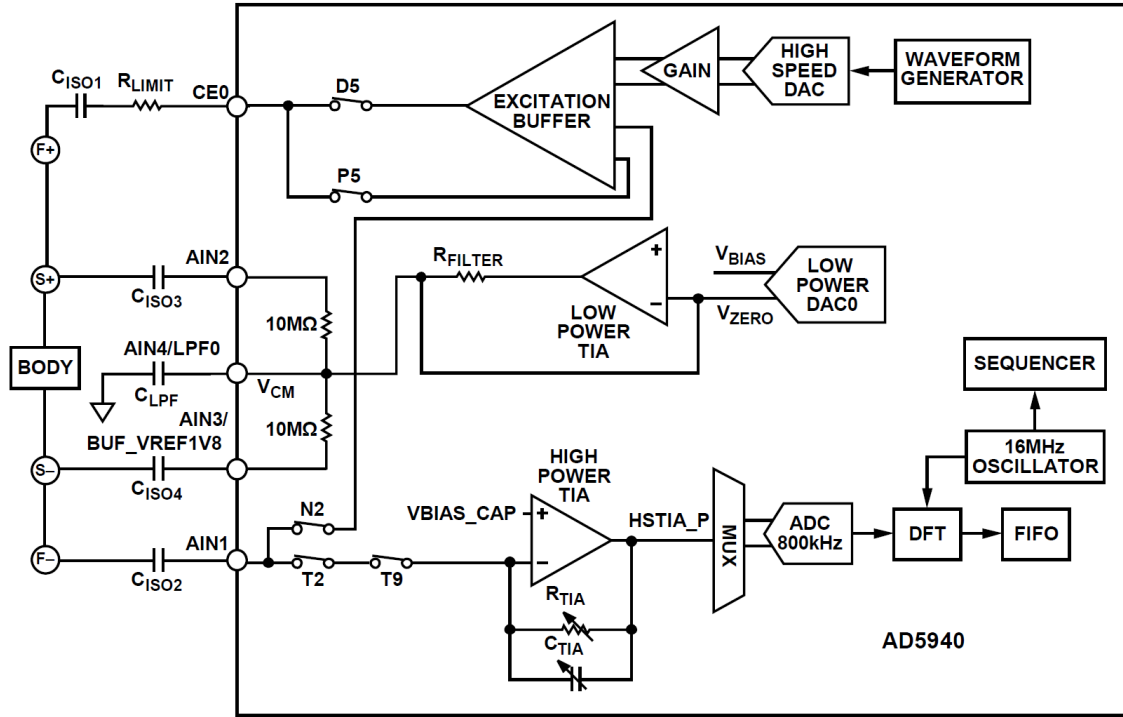 CISO1
RLIMIT
CE0
D5
P5
EXCITATION
BUFFER
GAIN
HIGH
SPEED
DAC
WAVEFORM
GENERATOR
F+
AIN2
S+
CISO3
10MΩ
RFILTER
+
–
LOW
POWER
TIA
VBIAS
VZERO
LOW
POWER
DAC0
BODY
AIN4/LPF0
CLPF
VCM
AIN3/
BUF_VREF1V8
10MΩ
S–
CISO4
SEQUENCER
16MHz
OSCILLATOR
N2
AIN1
F–
CISO2
T2
T9
HIGH
POWER
TIA
VBIAS_CAP
+
–
HSTIA_P
RTIA
CTIA
MUX
ADC
800kHz
DFT
FIFO
AD5940